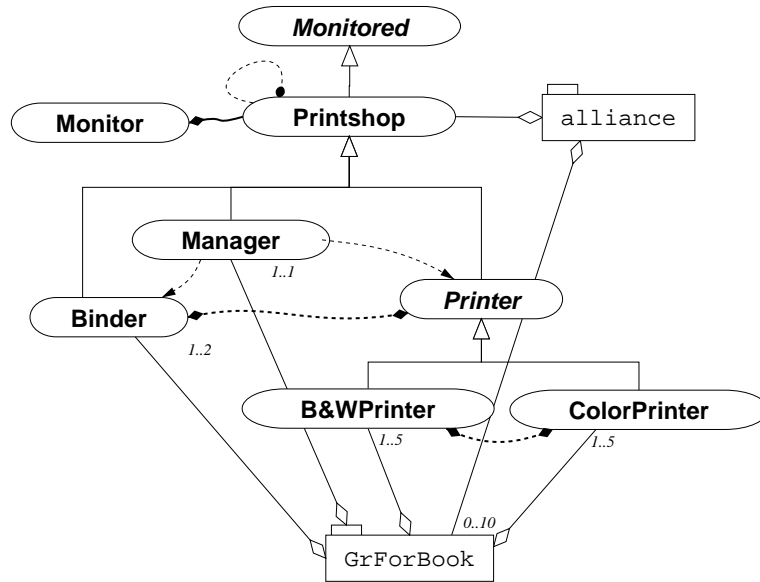 Monitored
Monitor
Printshop
alliance
Manager
1..1
Binder
Printer
1..2
B&WPrinter
ColorPrinter
1..5
1..5
0..10
GrForBook